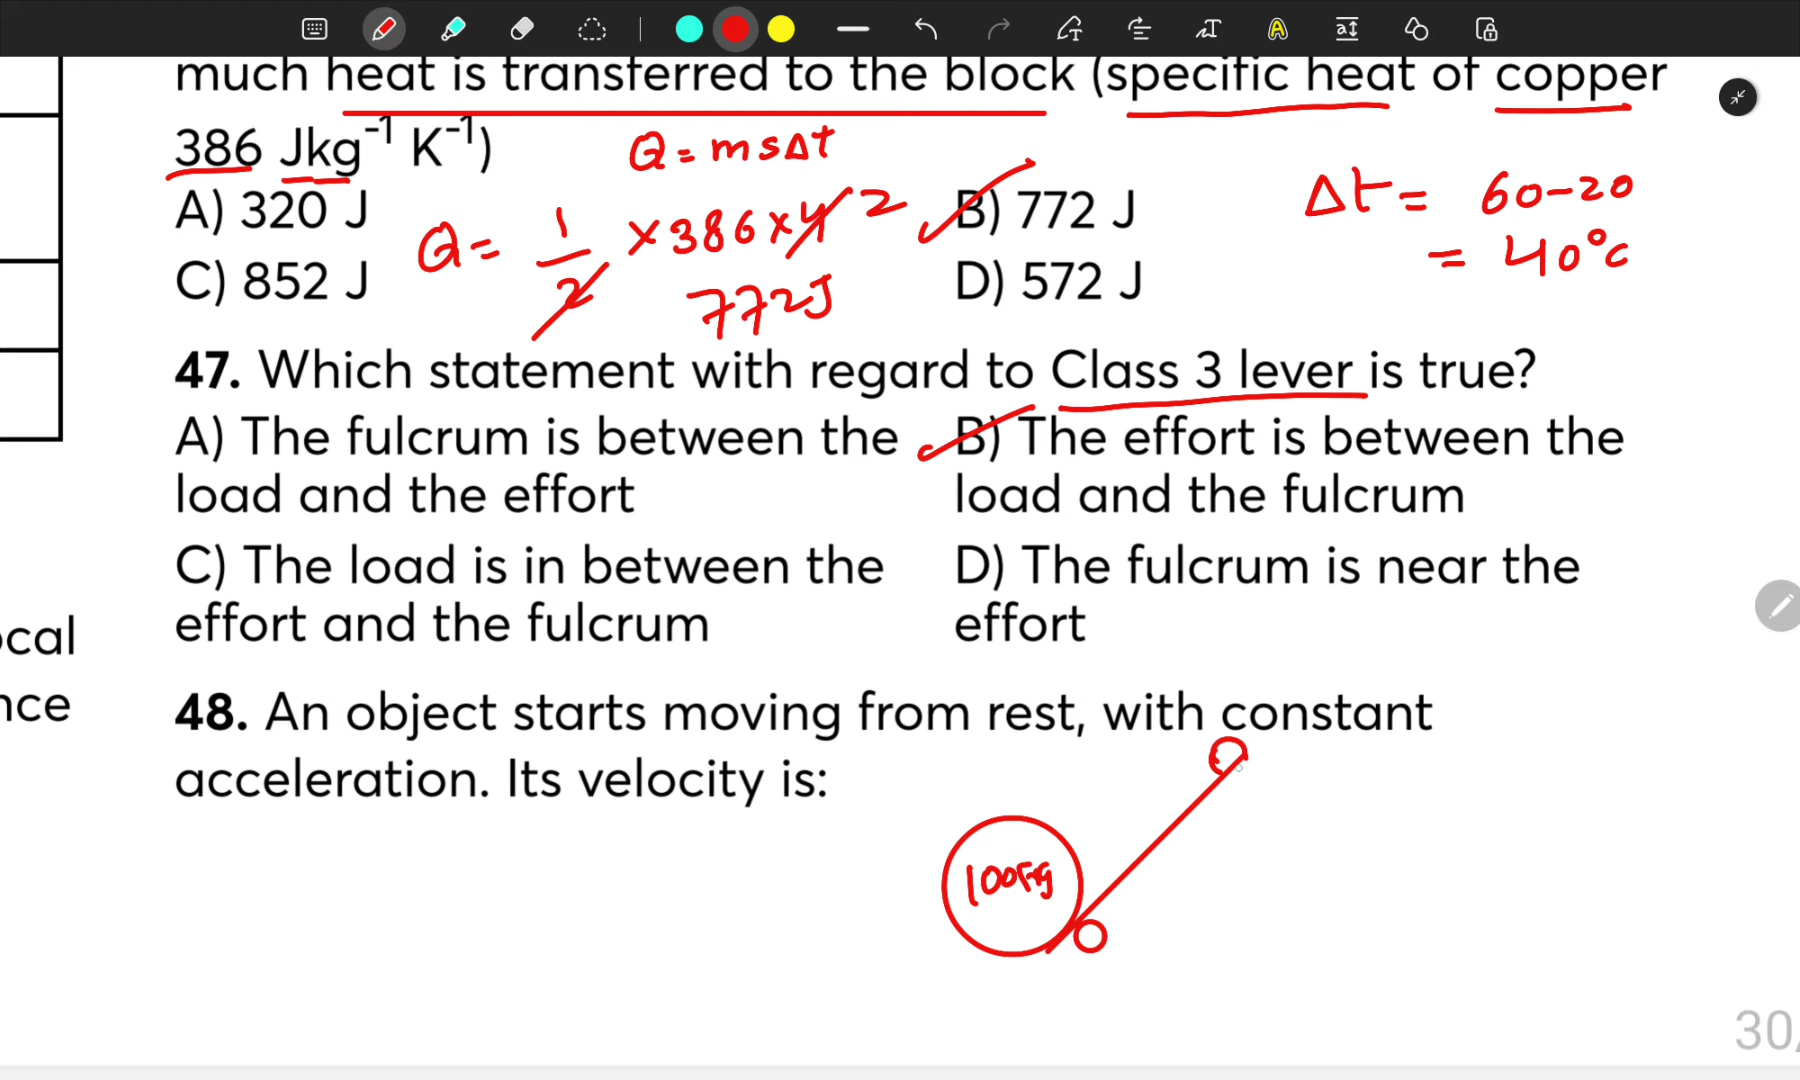 much heat is transferred to the block (specific heat of copper
386 Jkg⁻¹ K⁻¹)
Q = m s Δt
A) 320 J
B) 772 J
C) 852 J
D) 572 J
Q = 1/2 × 386 × 4 2
772J
Δt = 60-20
= 40°c
47. Which statement with regard to Class 3 lever is true?
A) The fulcrum is between the
load and the effort
B) The effort is between the
load and the fulcrum
C) The load is in between the
effort and the fulcrum
D) The fulcrum is near the
effort
48. An object starts moving from rest, with constant
acceleration. Its velocity is:
100kg
ocal
nce
30